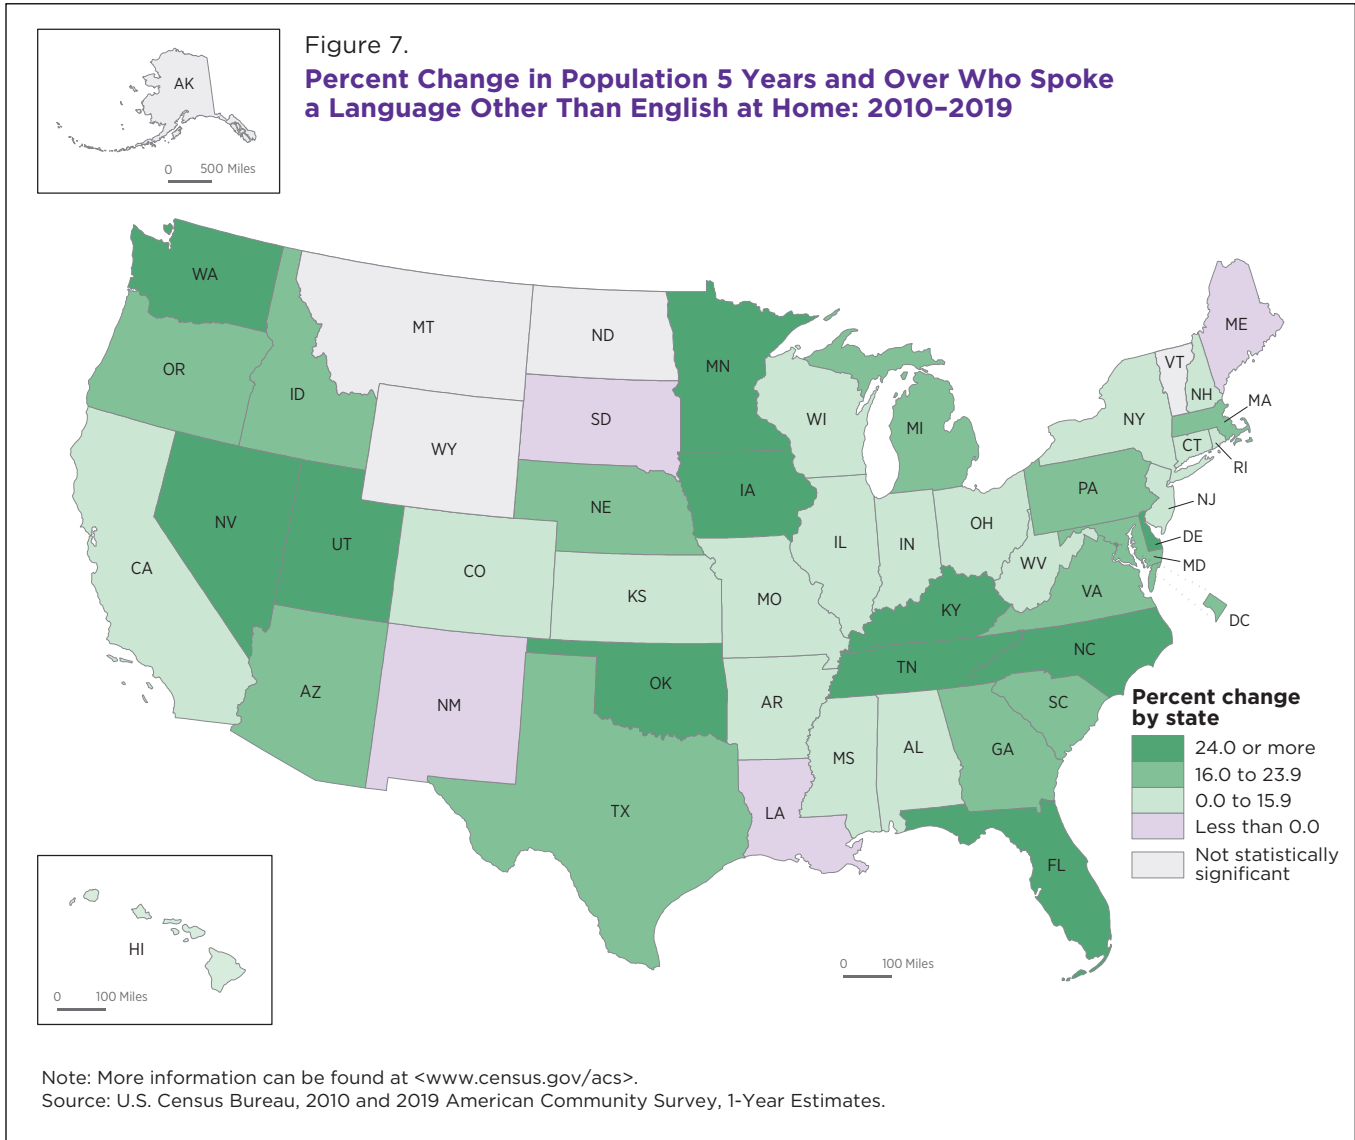 Figure 7.
Percent Change in Population 5 Years and Over Who Spoke
a Language Other Than English at Home: 2010–2019
AK
0 500 Miles
WA
MT
ND
MN
ME
OR
ID
SD
WI
MI
NY
VT
NH
MA
CT
RI
WY
NV
UT
CO
NE
IA
IL
IN
OH
PA
NJ
DE
MD
DC
WV
VA
CA
KS
MO
KY
AZ
NM
OK
AR
TN
NC
SC
TX
LA
MS
AL
GA
FL
Percent change
by state
24.0 or more
16.0 to 23.9
0.0 to 15.9
Less than 0.0
Not statistically
significant
HI
0 100 Miles
0 100 Miles
Note: More information can be found at <www.census.gov/acs>.
Source: U.S. Census Bureau, 2010 and 2019 American Community Survey, 1-Year Estimates.